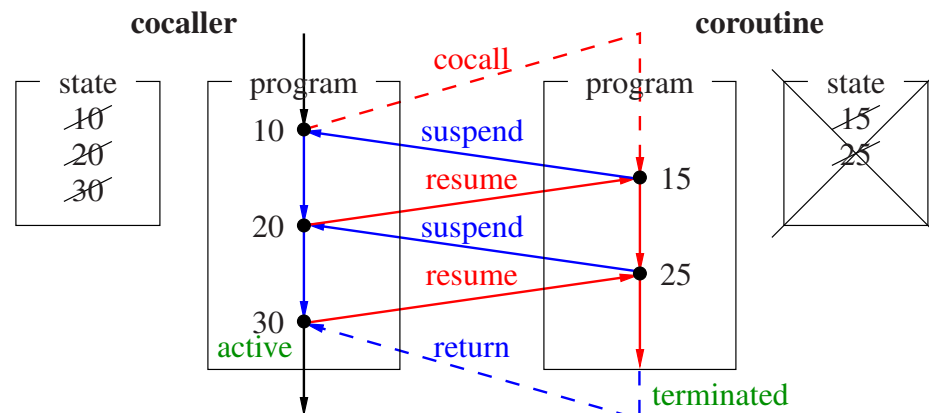 cocaller
coroutine
cocall
state
program
program
state
10
20
30
10
suspend
resume
20
suspend
resume
30
active
return
15
25
terminated
15
25